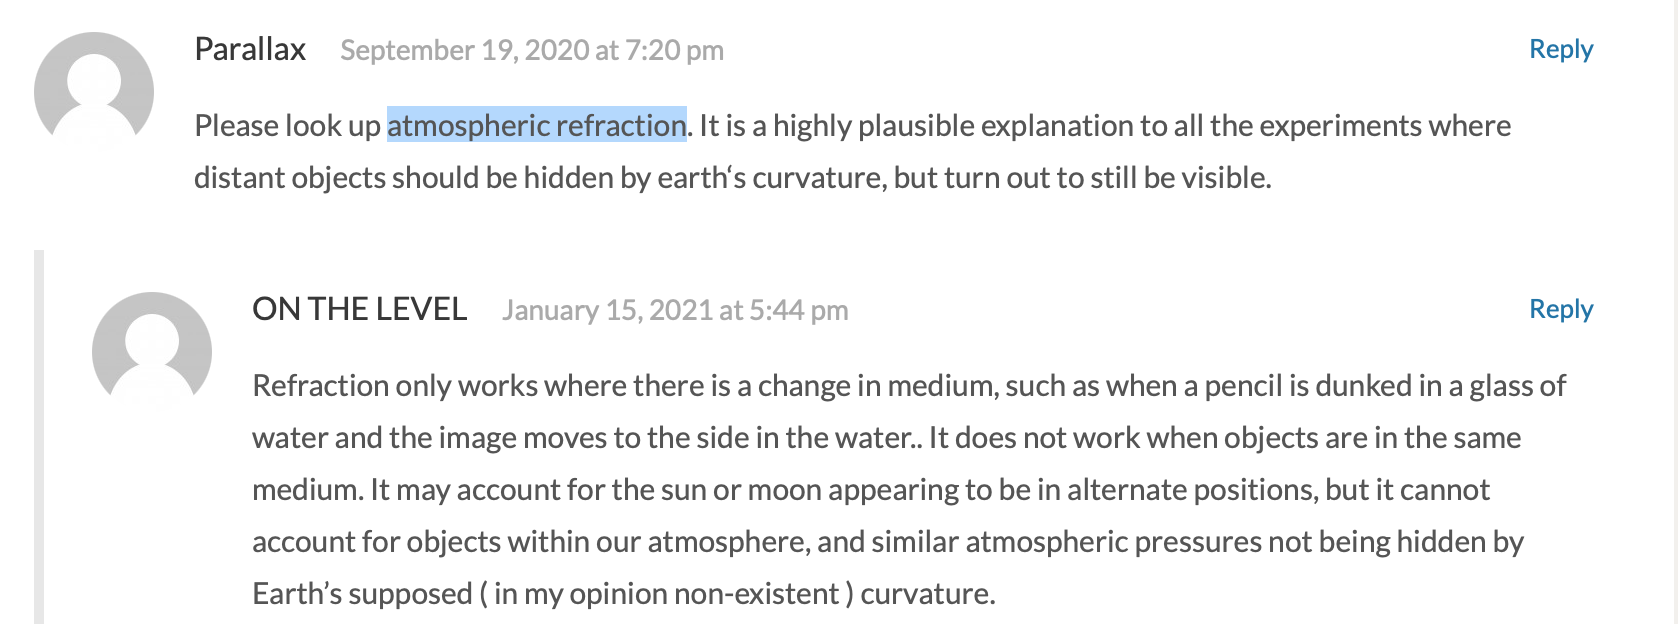 Parallax September 19, 2020 at 7:20 pm Reply
Please look up atmospheric refraction. It is a highly plausible explanation to all the experiments where
distant objects should be hidden by earth‘s curvature, but turn out to still be visible.
ON THE LEVEL January 15, 2021 at 5:44 pm Reply
Refraction only works where there is a change in medium, such as when a pencil is dunked in a glass of
water and the image moves to the side in the water.. It does not work when objects are in the same
medium. It may account for the sun or moon appearing to be in alternate positions, but it cannot
account for objects within our atmosphere, and similar atmospheric pressures not being hidden by
Earth’s supposed ( in my opinion non-existent ) curvature.